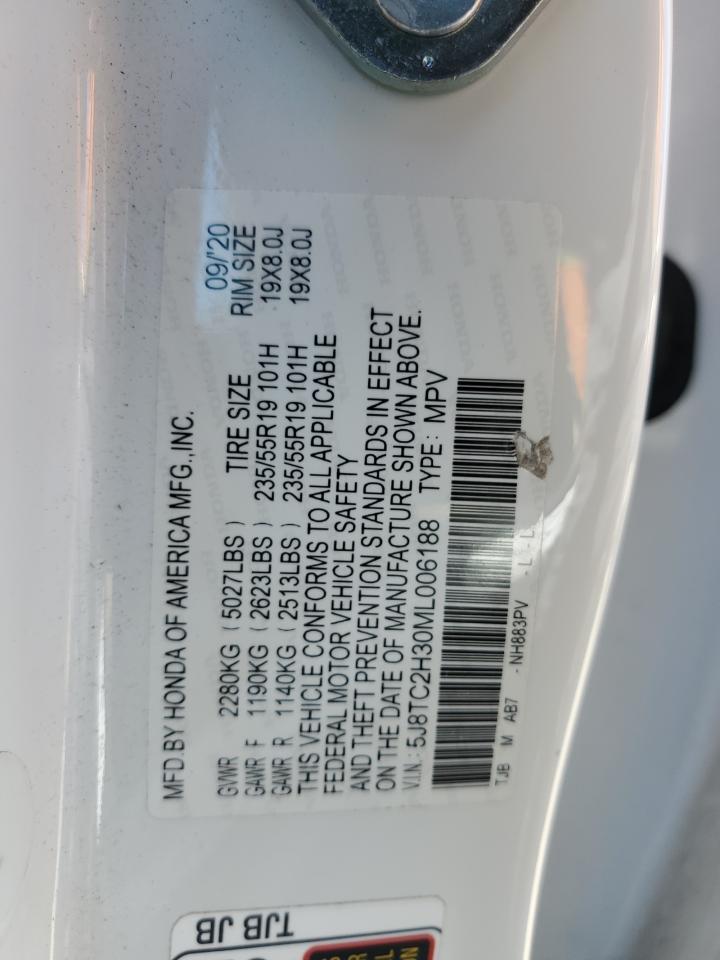 MFD.BY HONDA OF AMERICA MFG.,INC. 09/'20
GVWR 2280KG (5027LBS) TIRE SIZE RIM SIZE
GAWR F 1190KG (2623LBS) 235/55R19 101H 19X8.0J
GAWR R 1140KG (2513LBS) 235/55R19 101H 19X8.0J
THIS VEHICLE CONFORMS TO ALL APPLICABLE
FEDERAL MOTOR VEHICLE SAFETY
AND THEFT PREVENTION STANDARDS IN EFFECT
ON THE DATE OF MANUFACTURE SHOWN ABOVE.
V.I.N.: 5J8TC2H30ML006188 TYPE: MPV
TJB M AB7 - NH883PV - L - L
TJB JB